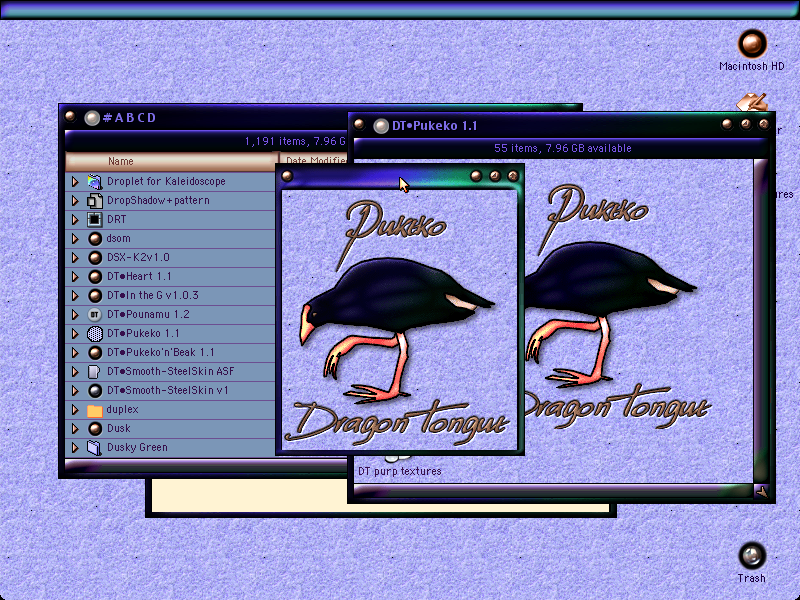 Macintosh HD
#ABCD
1,191 items, 7.96 G
Name
Date Modifie
Droplet for Kaleidoscope
DropShadow+pattern
DRT
dsom
DSX-K2v1.0
DT•Heart 1.1
DT•In the G v1.0.3
DT
DT•Pounamu 1.2
DT•Pukeko 1.1
DT•Pukeko'n'Beak 1.1
DT•Smooth-SteelSkin ASF
DT•Smooth-SteelSkin v1
duplex
Dusk
Dusky Green
DT•Pukeko 1.1
55 items, 7.96 GB available
Pukeko
Dragon Tongue
Pukeko
Dragon Tongue
DT purp textures
Trash